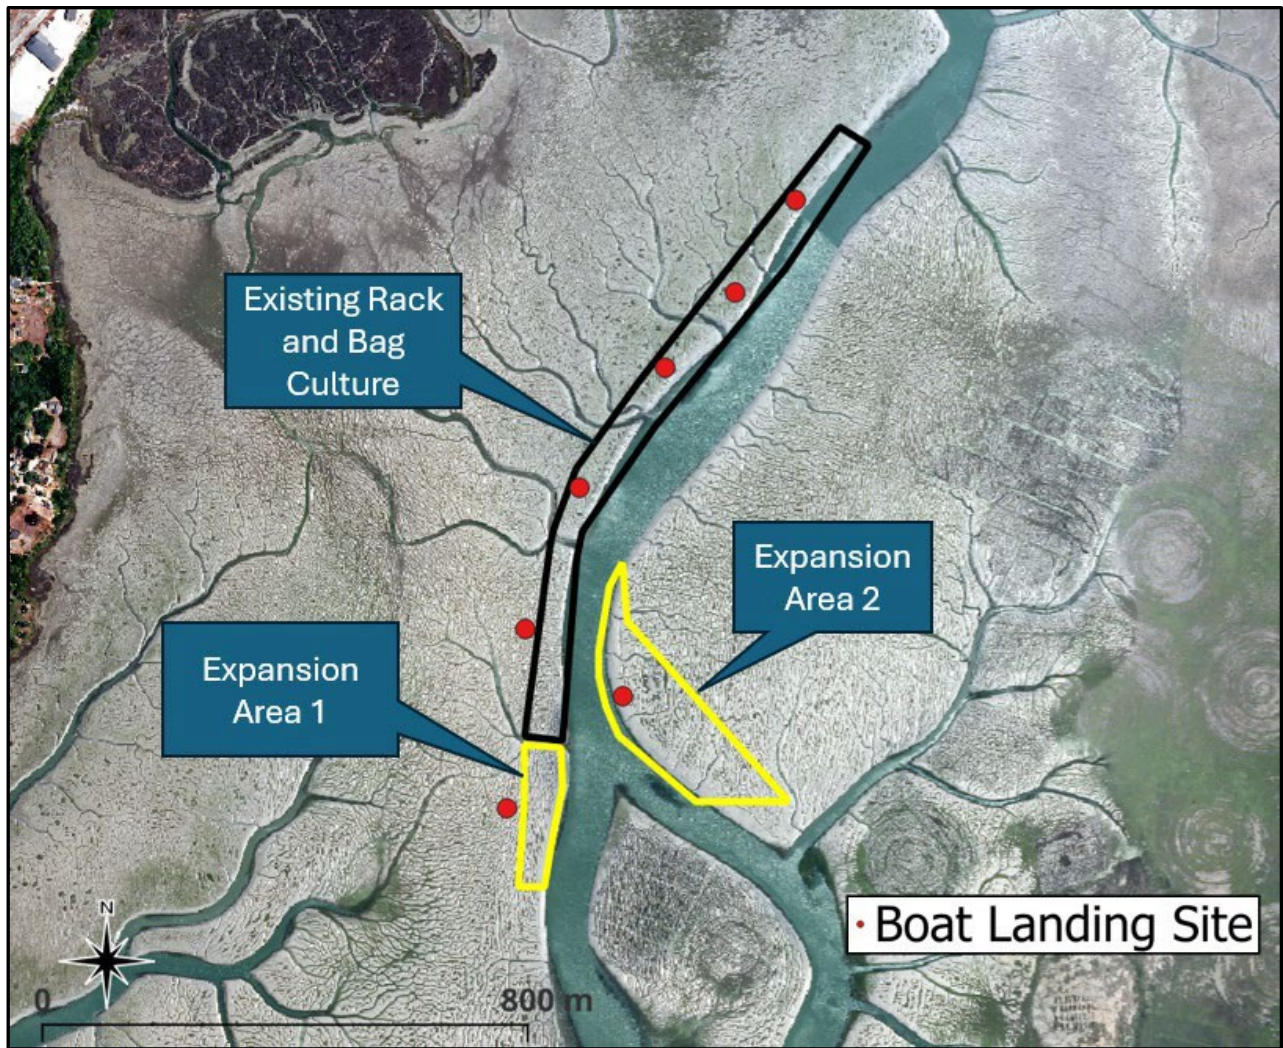 Existing Rack
and Bag
Culture
Expansion
Area 2
Expansion
Area 1
Boat Landing Site
N
0 800 m